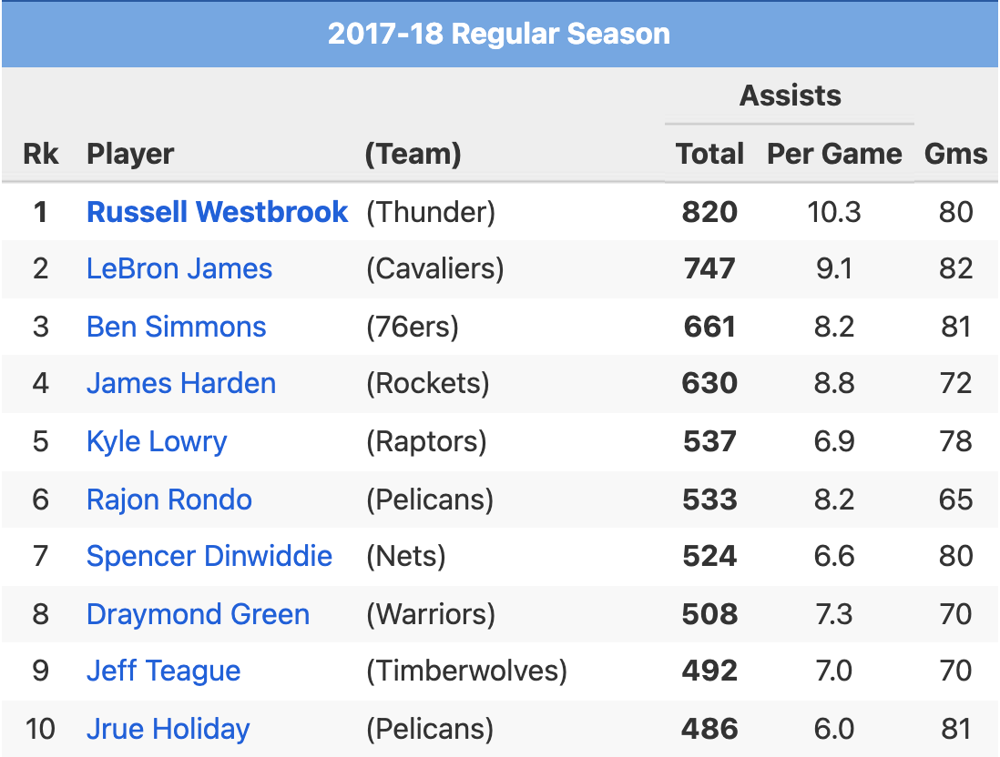 2017-18 Regular Season
Assists
Rk Player (Team) Total Per Game Gms
1 Russell Westbrook (Thunder) 820 10.3 80
2 LeBron James (Cavaliers) 747 9.1 82
3 Ben Simmons (76ers) 661 8.2 81
4 James Harden (Rockets) 630 8.8 72
5 Kyle Lowry (Raptors) 537 6.9 78
6 Rajon Rondo (Pelicans) 533 8.2 65
7 Spencer Dinwiddie (Nets) 524 6.6 80
8 Draymond Green (Warriors) 508 7.3 70
9 Jeff Teague (Timberwolves) 492 7.0 70
10 Jrue Holiday (Pelicans) 486 6.0 81